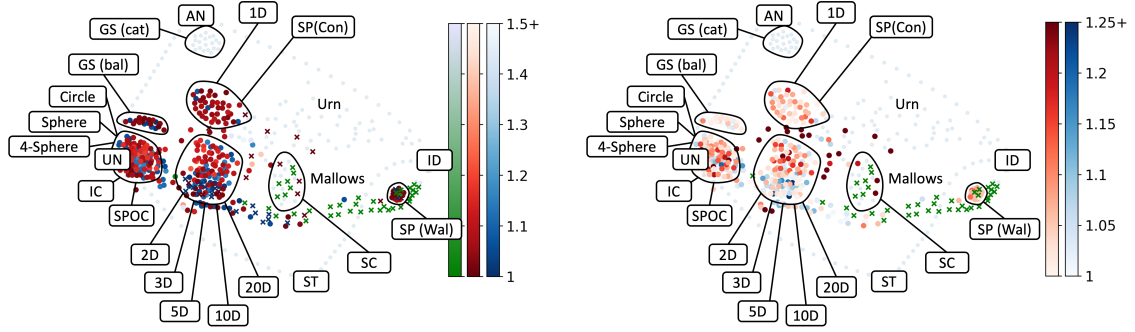 AN
1D
GS (cat)
SP(Con)
GS (bal)
Circle
Sphere
4-Sphere
UN
IC
SPOC
Urn
Mallows
ID
SP (Wal)
SC
ST
2D
3D
5D
10D
20D
1.5+
1.4
1.3
1.2
1.1
1
AN
1D
GS (cat)
SP(Con)
GS (bal)
Circle
Sphere
4-Sphere
UN
IC
SPOC
Urn
Mallows
ID
SP (Wal)
SC
ST
2D
3D
5D
10D
20D
1.25+
1.2
1.15
1.1
1.05
1